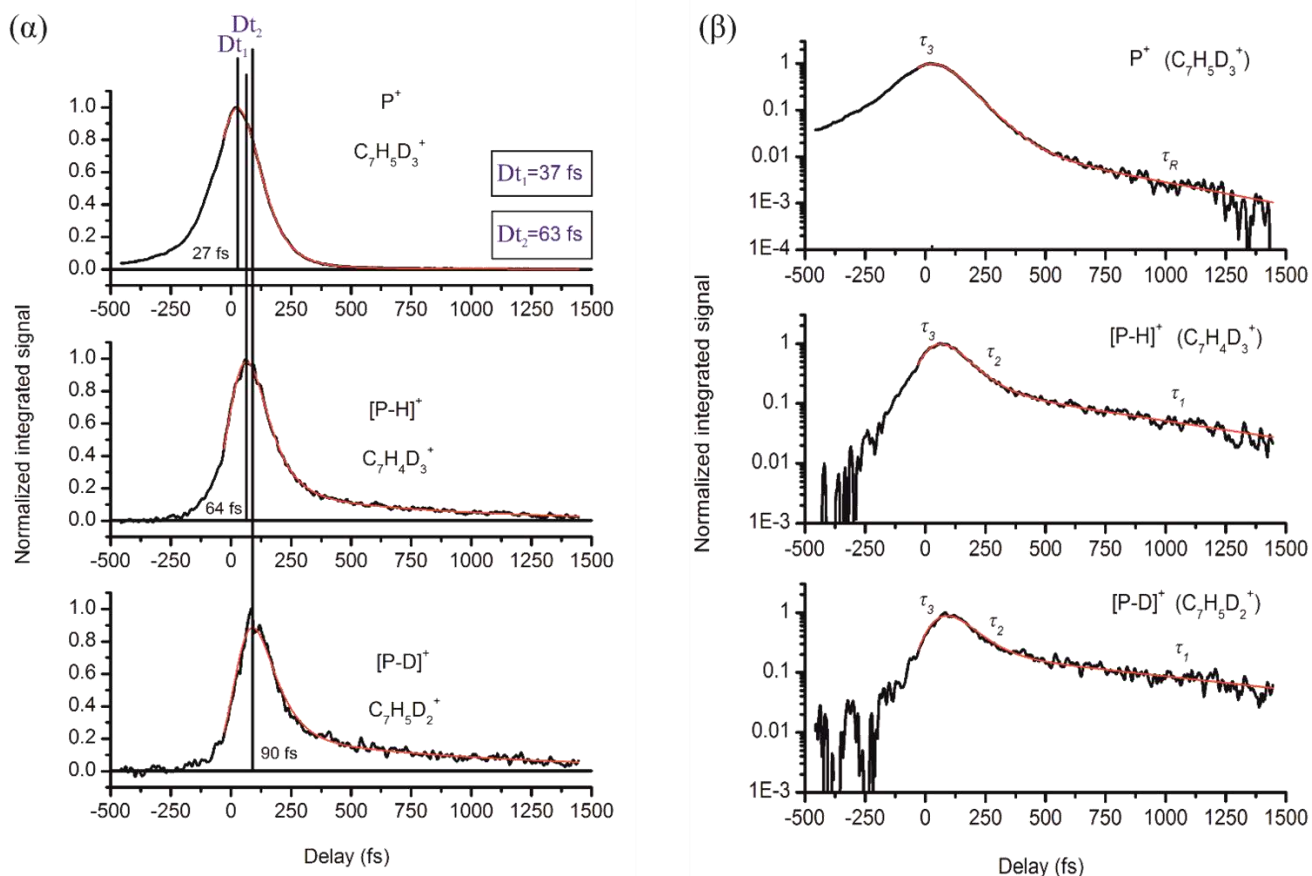 (α)
Dt₂
Dt₁
P⁺
C₇H₅D₃⁺
Dt₁=37 fs
Dt₂=63 fs
27 fs
1.0
0.8
0.6
0.4
0.2
0.0
-500 -250 0 250 500 750 1000 1250 1500
[P-H]⁺
C₇H₄D₃⁺
64 fs
1.0
0.8
0.6
0.4
0.2
0.0
-500 -250 0 250 500 750 1000 1250 1500
[P-D]⁺
C₇H₅D₂⁺
90 fs
1.0
0.8
0.6
0.4
0.2
0.0
-500 -250 0 250 500 750 1000 1250 1500
Normalized integrated signal
Delay (fs)
(β)
τ₃
P⁺ (C₇H₅D₃⁺)
τR
1
0.1
0.01
1E-3
1E-4
-500 -250 0 250 500 750 1000 1250 1500
τ₃
[P-H]⁺ (C₇H₄D₃⁺)
τ₂
τ₁
1
0.1
0.01
1E-3
-500 -250 0 250 500 750 1000 1250 1500
τ₃
[P-D]⁺ (C₇H₅D₂⁺)
τ₂
τ₁
1
0.1
0.01
1E-3
-500 -250 0 250 500 750 1000 1250 1500
Normalized integrated signal
Delay (fs)